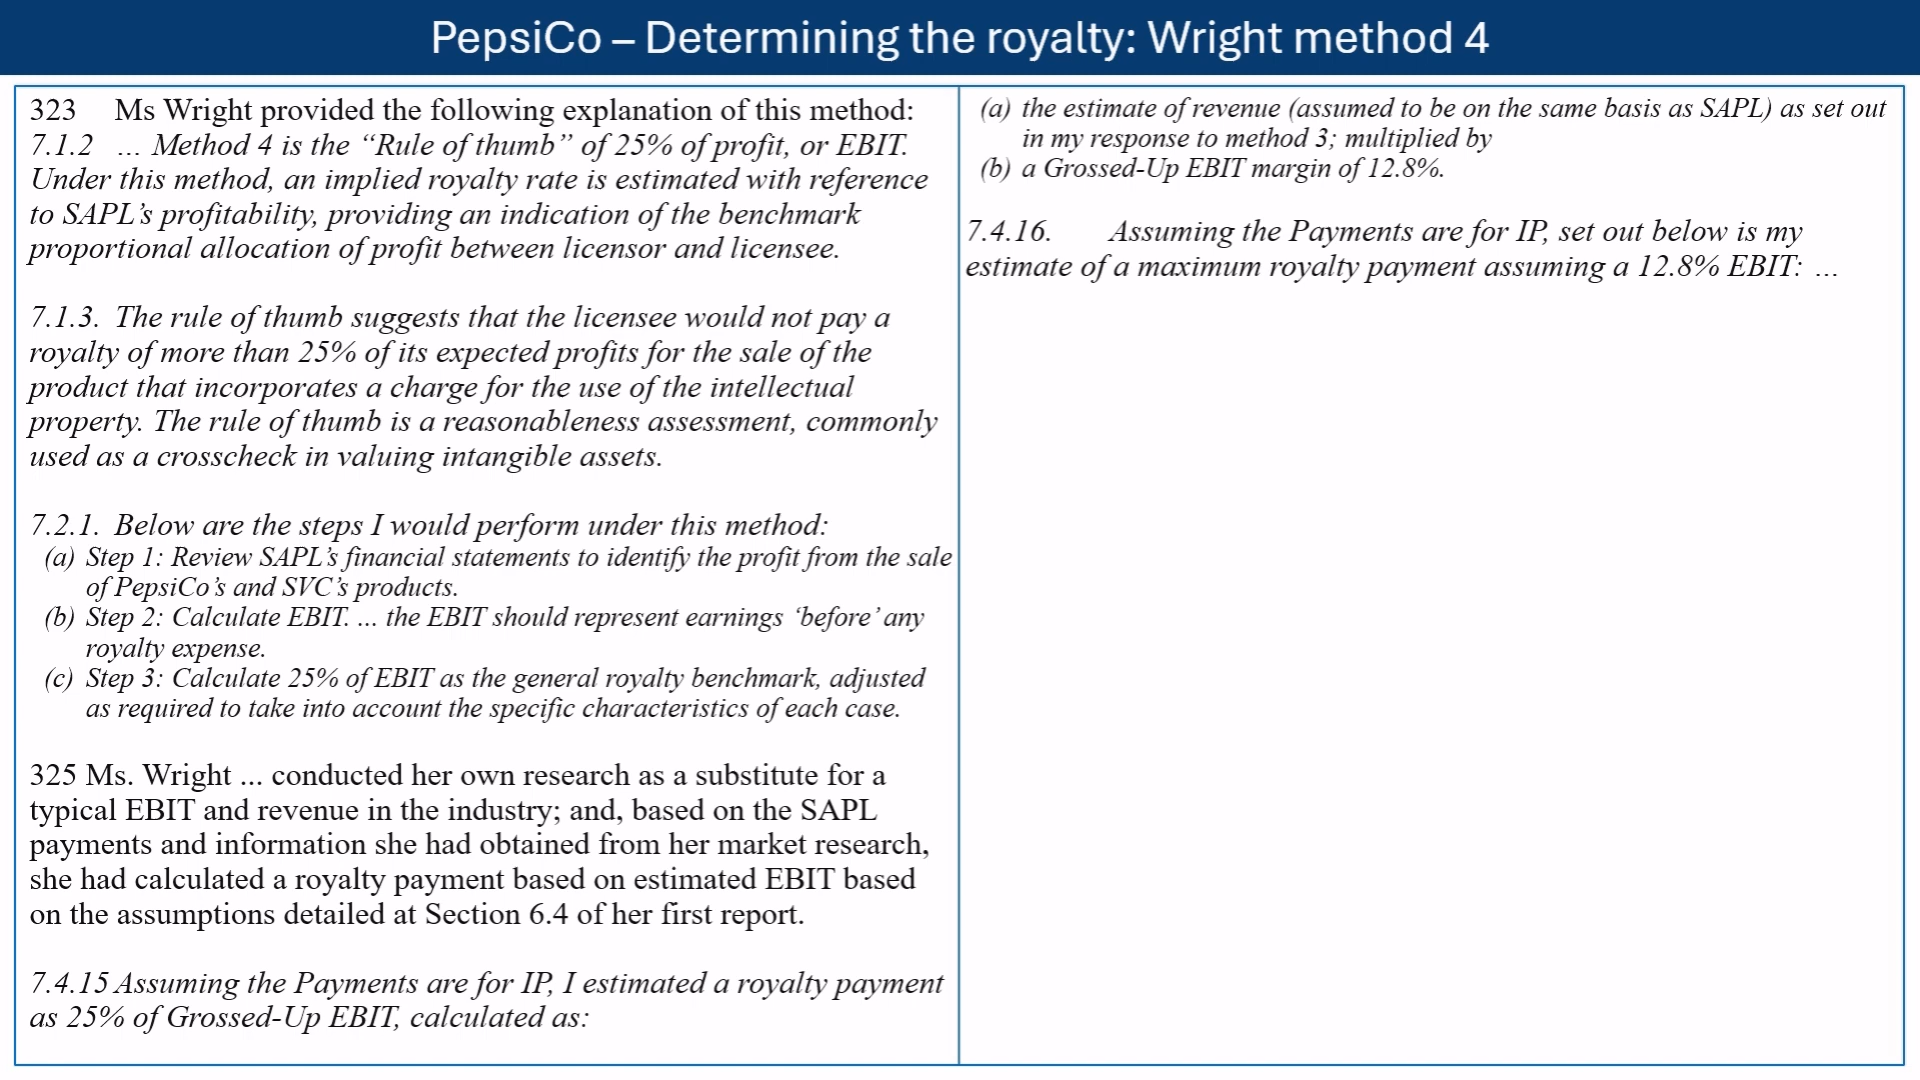 PepsiCo – Determining the royalty: Wright method 4
323 Ms Wright provided the following explanation of this method:
7.1.2 ... Method 4 is the “Rule of thumb” of 25% of profit, or EBIT.
Under this method, an implied royalty rate is estimated with reference
to SAPL’s profitability, providing an indication of the benchmark
proportional allocation of profit between licensor and licensee.
7.1.3. The rule of thumb suggests that the licensee would not pay a
royalty of more than 25% of its expected profits for the sale of the
product that incorporates a charge for the use of the intellectual
property. The rule of thumb is a reasonableness assessment, commonly
used as a crosscheck in valuing intangible assets.
7.2.1. Below are the steps I would perform under this method:
(a) Step 1: Review SAPL’s financial statements to identify the profit from the sale
of PepsiCo’s and SVC’s products.
(b) Step 2: Calculate EBIT. ... the EBIT should represent earnings ‘before’ any
royalty expense.
(c) Step 3: Calculate 25% of EBIT as the general royalty benchmark, adjusted
as required to take into account the specific characteristics of each case.
325 Ms. Wright ... conducted her own research as a substitute for a
typical EBIT and revenue in the industry; and, based on the SAPL
payments and information she had obtained from her market research,
she had calculated a royalty payment based on estimated EBIT based
on the assumptions detailed at Section 6.4 of her first report.
7.4.15 Assuming the Payments are for IP, I estimated a royalty payment
as 25% of Grossed-Up EBIT, calculated as:
(a) the estimate of revenue (assumed to be on the same basis as SAPL) as set out
in my response to method 3; multiplied by
(b) a Grossed-Up EBIT margin of 12.8%.
7.4.16. Assuming the Payments are for IP, set out below is my
estimate of a maximum royalty payment assuming a 12.8% EBIT: ...